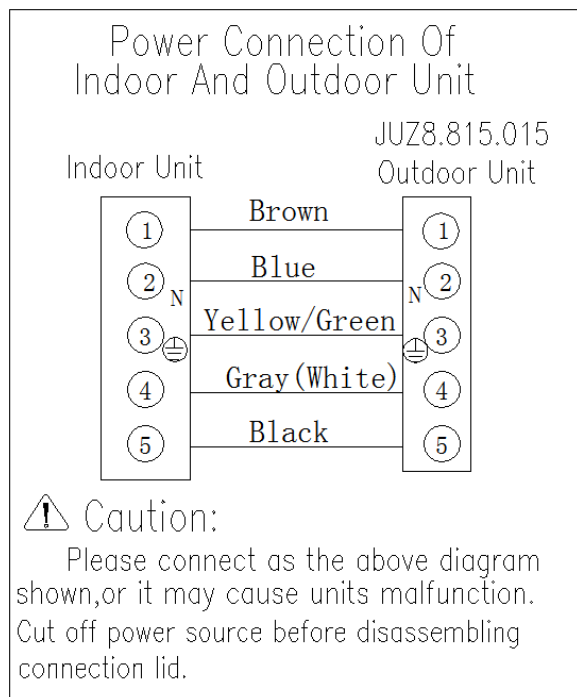 Power Connection Of
Indoor And Outdoor Unit
JUZ8.815.015
Indoor Unit
Outdoor Unit
1 Brown 1
2 N Blue N 2
3 Yellow/Green 3
4 Gray(White) 4
5 Black 5
Caution:
Please connect as the above diagram
shown,or it may cause units malfunction.
Cut off power source before disassembling
connection lid.